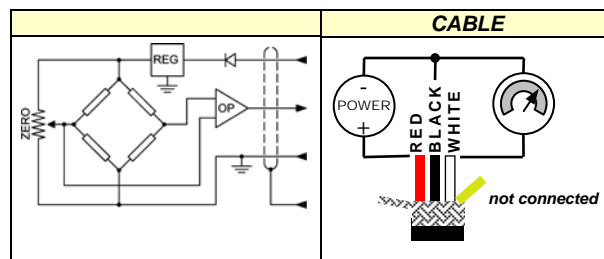 CABLE
REG
OP
ZERO
-
POWER
+
RED
BLACK
WHITE
not connected